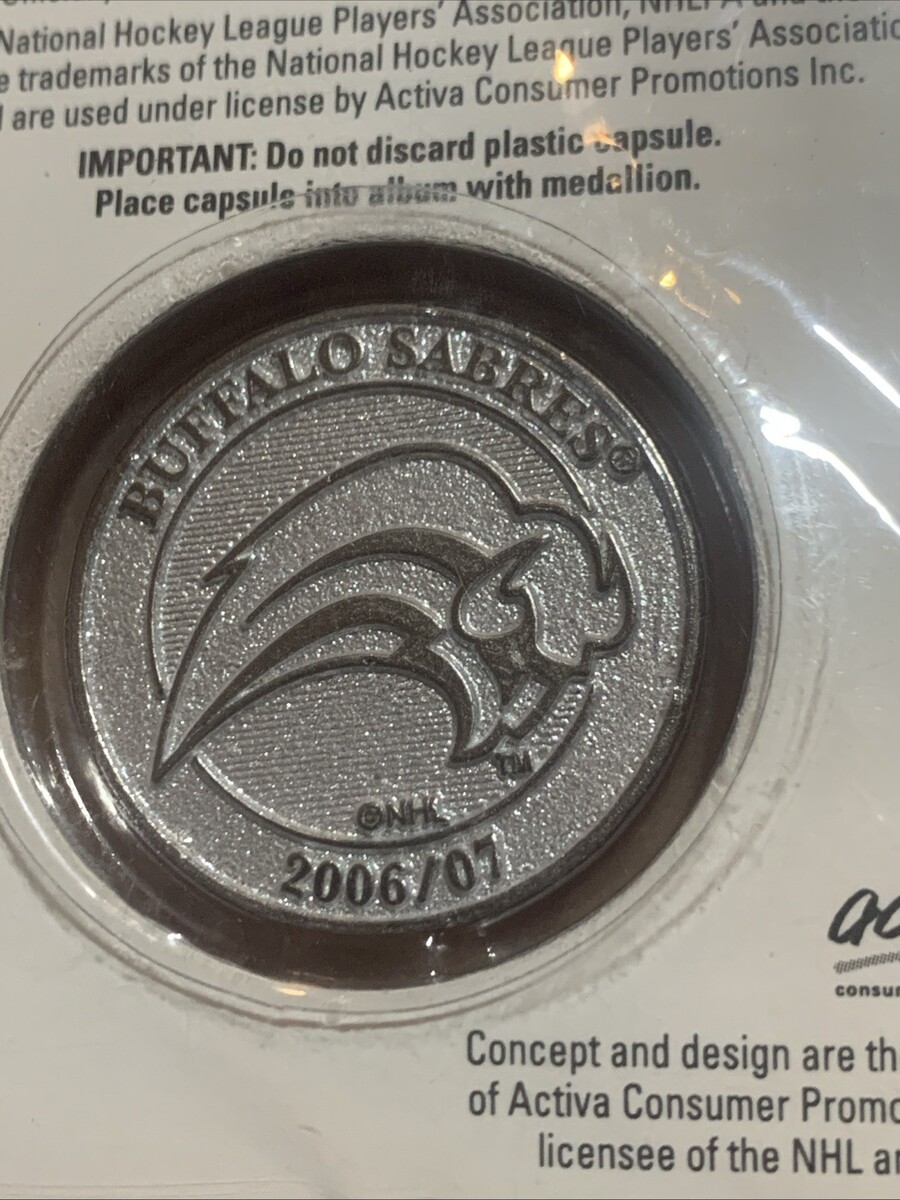 National Hockey League Players' Association, NHLPA and the
e trademarks of the National Hockey League Players' Associatio
are used under license by Activa Consumer Promotions Inc.
IMPORTANT: Do not discard plastic capsule.
Place capsule into album with medallion.
BUFFALO SABRES®
TM
©NHL
2006/07
consu
Concept and design are th
of Activa Consumer Promo
licensee of the NHL a